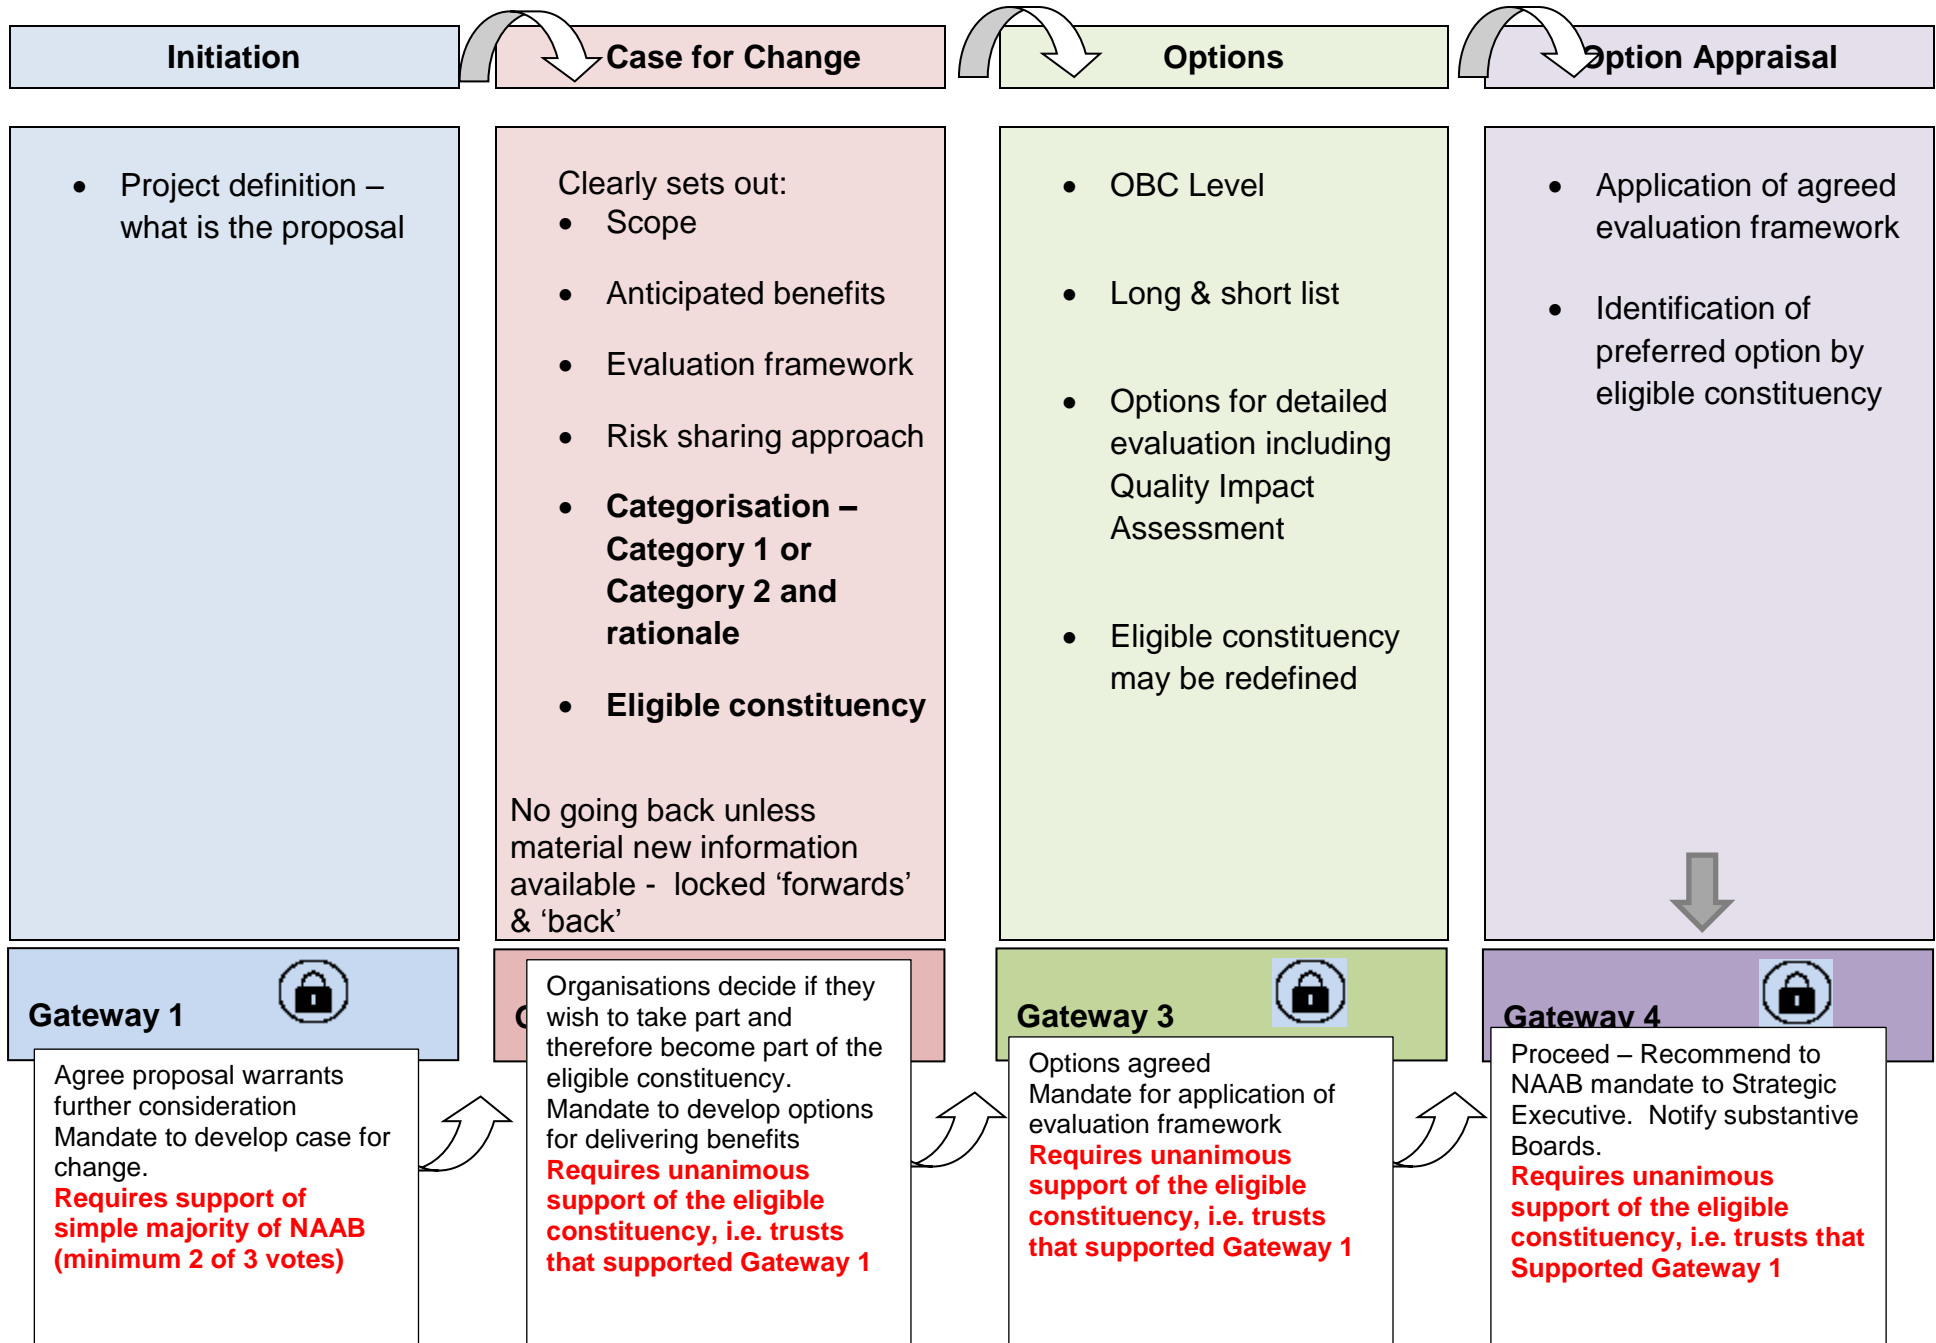 Initiation
Case for Change
Options
Option Appraisal
• Project definition –
what is the proposal
Clearly sets out:
• Scope
• Anticipated benefits
• Evaluation framework
• Risk sharing approach
• Categorisation –
Category 1 or
Category 2 and
rationale
• Eligible constituency
No going back unless
material new information
available - locked ‘forwards’
& ‘back’
• OBC Level
• Long & short list
• Options for detailed
evaluation including
Quality Impact
Assessment
• Eligible constituency
may be redefined
• Application of agreed
evaluation framework
• Identification of
preferred option by
eligible constituency
Gateway 1
Agree proposal warrants
further consideration
Mandate to develop case for
change.
Requires support of
simple majority of NAAB
(minimum 2 of 3 votes)
Organisations decide if they
wish to take part and
therefore become part of the
eligible constituency.
Mandate to develop options
for delivering benefits
Requires unanimous
support of the eligible
constituency, i.e. trusts
that supported Gateway 1
Gateway 3
Options agreed
Mandate for application of
evaluation framework
Requires unanimous
support of the eligible
constituency, i.e. trusts
that supported Gateway 1
Gateway 4
Proceed – Recommend to
NAAB mandate to Strategic
Executive. Notify substantive
Boards.
Requires unanimous
support of the eligible
constituency, i.e. trusts that
Supported Gateway 1